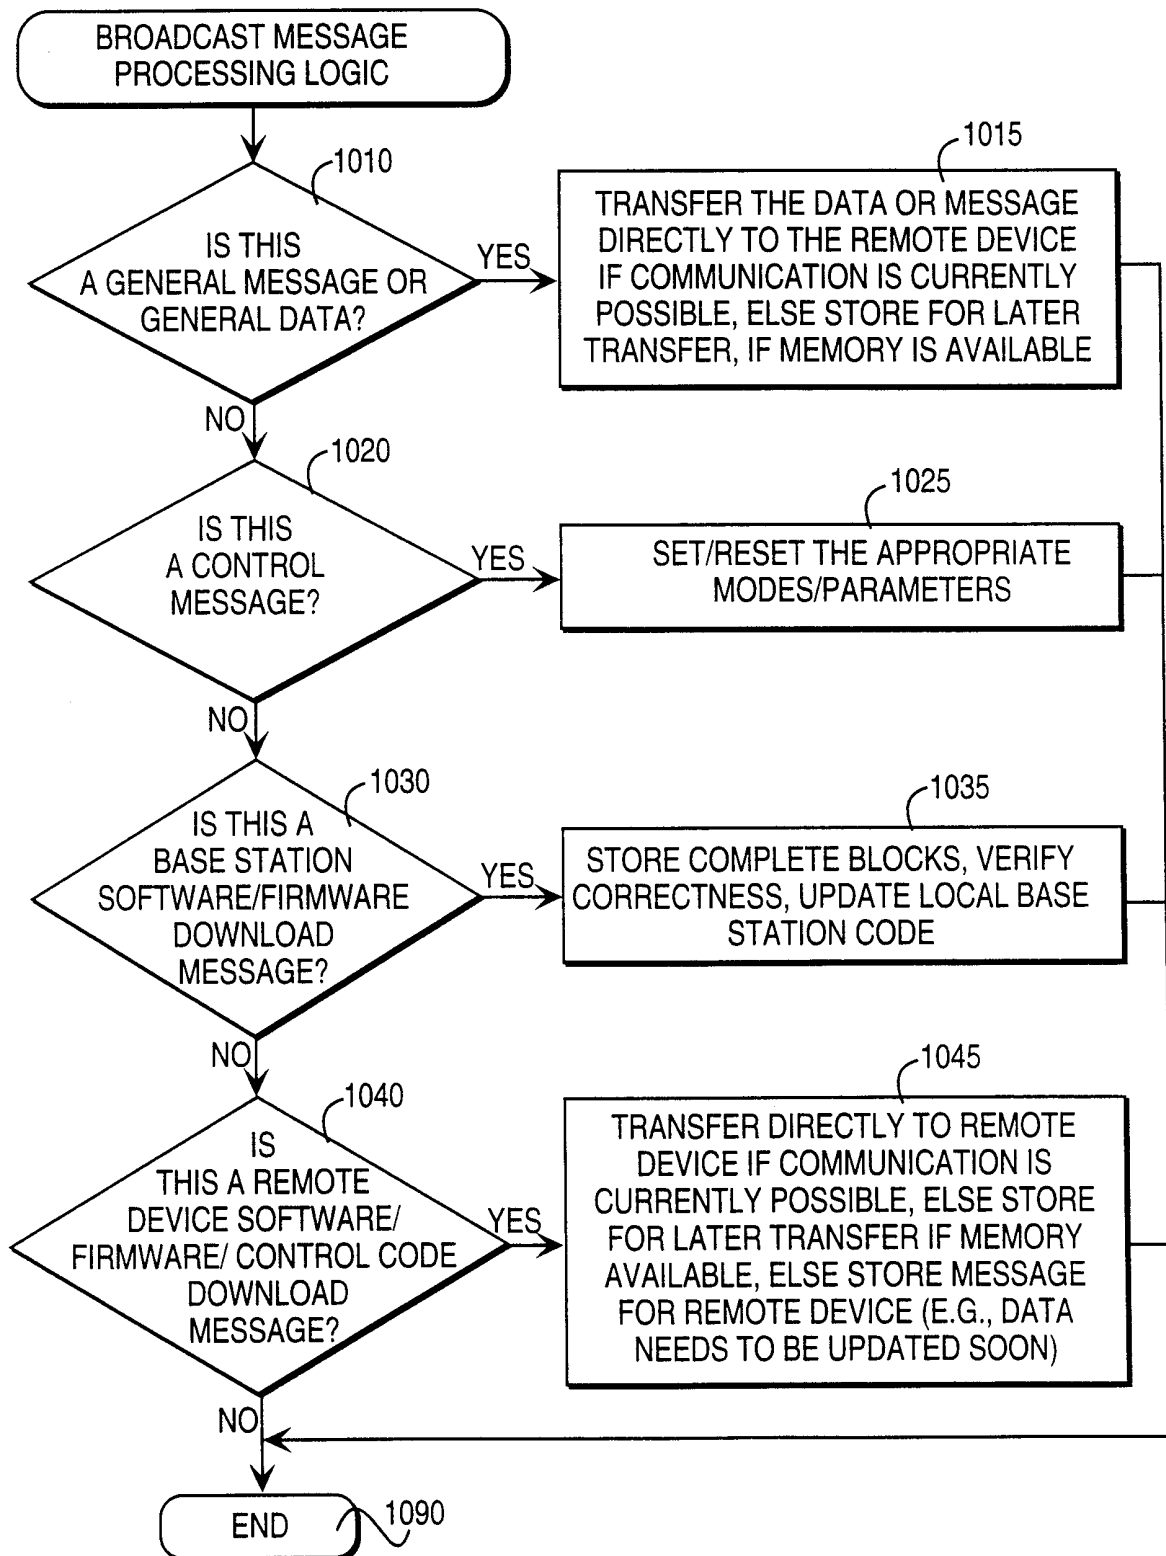 BROADCAST MESSAGE
PROCESSING LOGIC
1010
IS THIS
A GENERAL MESSAGE OR
GENERAL DATA?
YES
NO
1015
TRANSFER THE DATA OR MESSAGE
DIRECTLY TO THE REMOTE DEVICE
IF COMMUNICATION IS CURRENTLY
POSSIBLE, ELSE STORE FOR LATER
TRANSFER, IF MEMORY IS AVAILABLE
1020
IS THIS
A CONTROL
MESSAGE?
YES
NO
1025
SET/RESET THE APPROPRIATE
MODES/PARAMETERS
1030
IS THIS A
BASE STATION
SOFTWARE/FIRMWARE
DOWNLOAD
MESSAGE?
YES
NO
1035
STORE COMPLETE BLOCKS, VERIFY
CORRECTNESS, UPDATE LOCAL BASE
STATION CODE
1040
IS
THIS A REMOTE
DEVICE SOFTWARE/
FIRMWARE/ CONTROL CODE
DOWNLOAD
MESSAGE?
YES
NO
1045
TRANSFER DIRECTLY TO REMOTE
DEVICE IF COMMUNICATION IS
CURRENTLY POSSIBLE, ELSE STORE
FOR LATER TRANSFER IF MEMORY
AVAILABLE, ELSE STORE MESSAGE
FOR REMOTE DEVICE (E.G., DATA
NEEDS TO BE UPDATED SOON)
END
1090